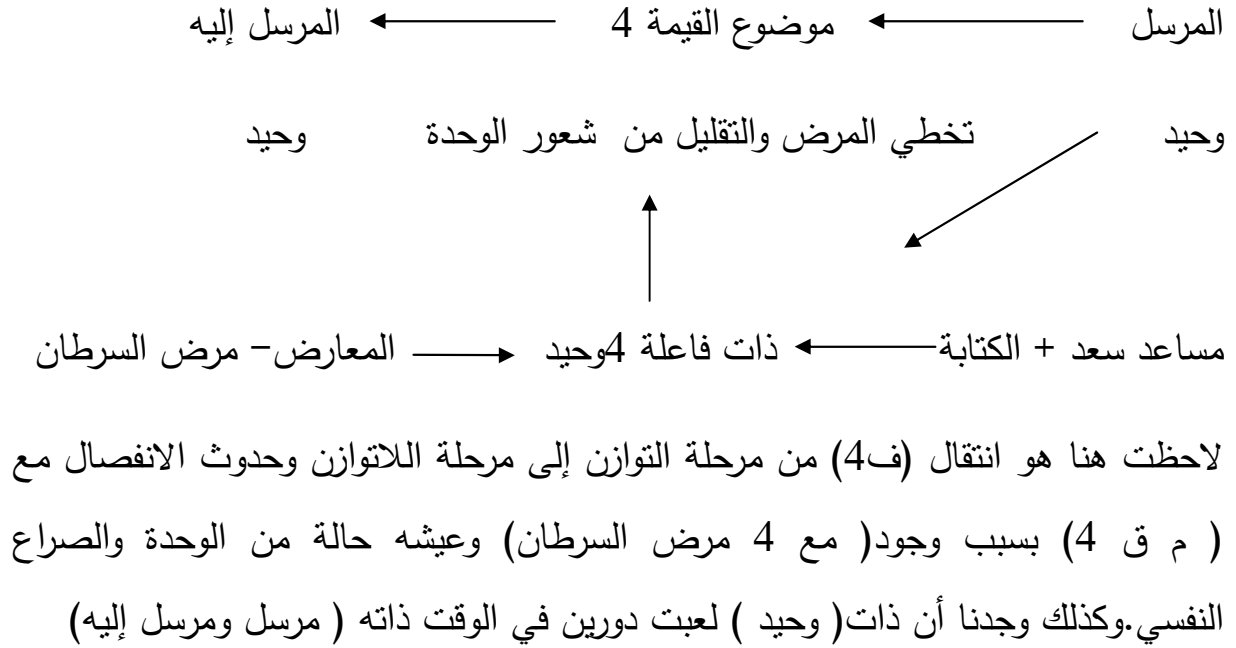 المرسل موضوع القيمة 4 المرسل إليه
وحيد تخطي المرض والتقليل من شعور الوحدة وحيد
مساعد سعد + الكتابة ذات فاعلة 4وحيد المعارض– مرض السرطان
لاحظت هنا هو انتقال (ف4) من مرحلة التوازن إلى مرحلة اللاتوازن وحدوث الانفصال مع
( م ق 4) بسبب وجود( مع 4 مرض السرطان) وعيشه حالة من الوحدة والصراع
النفسي.وكذلك وجدنا أن ذات( وحيد ) لعبت دورين في الوقت ذاته ( مرسل ومرسل إليه)